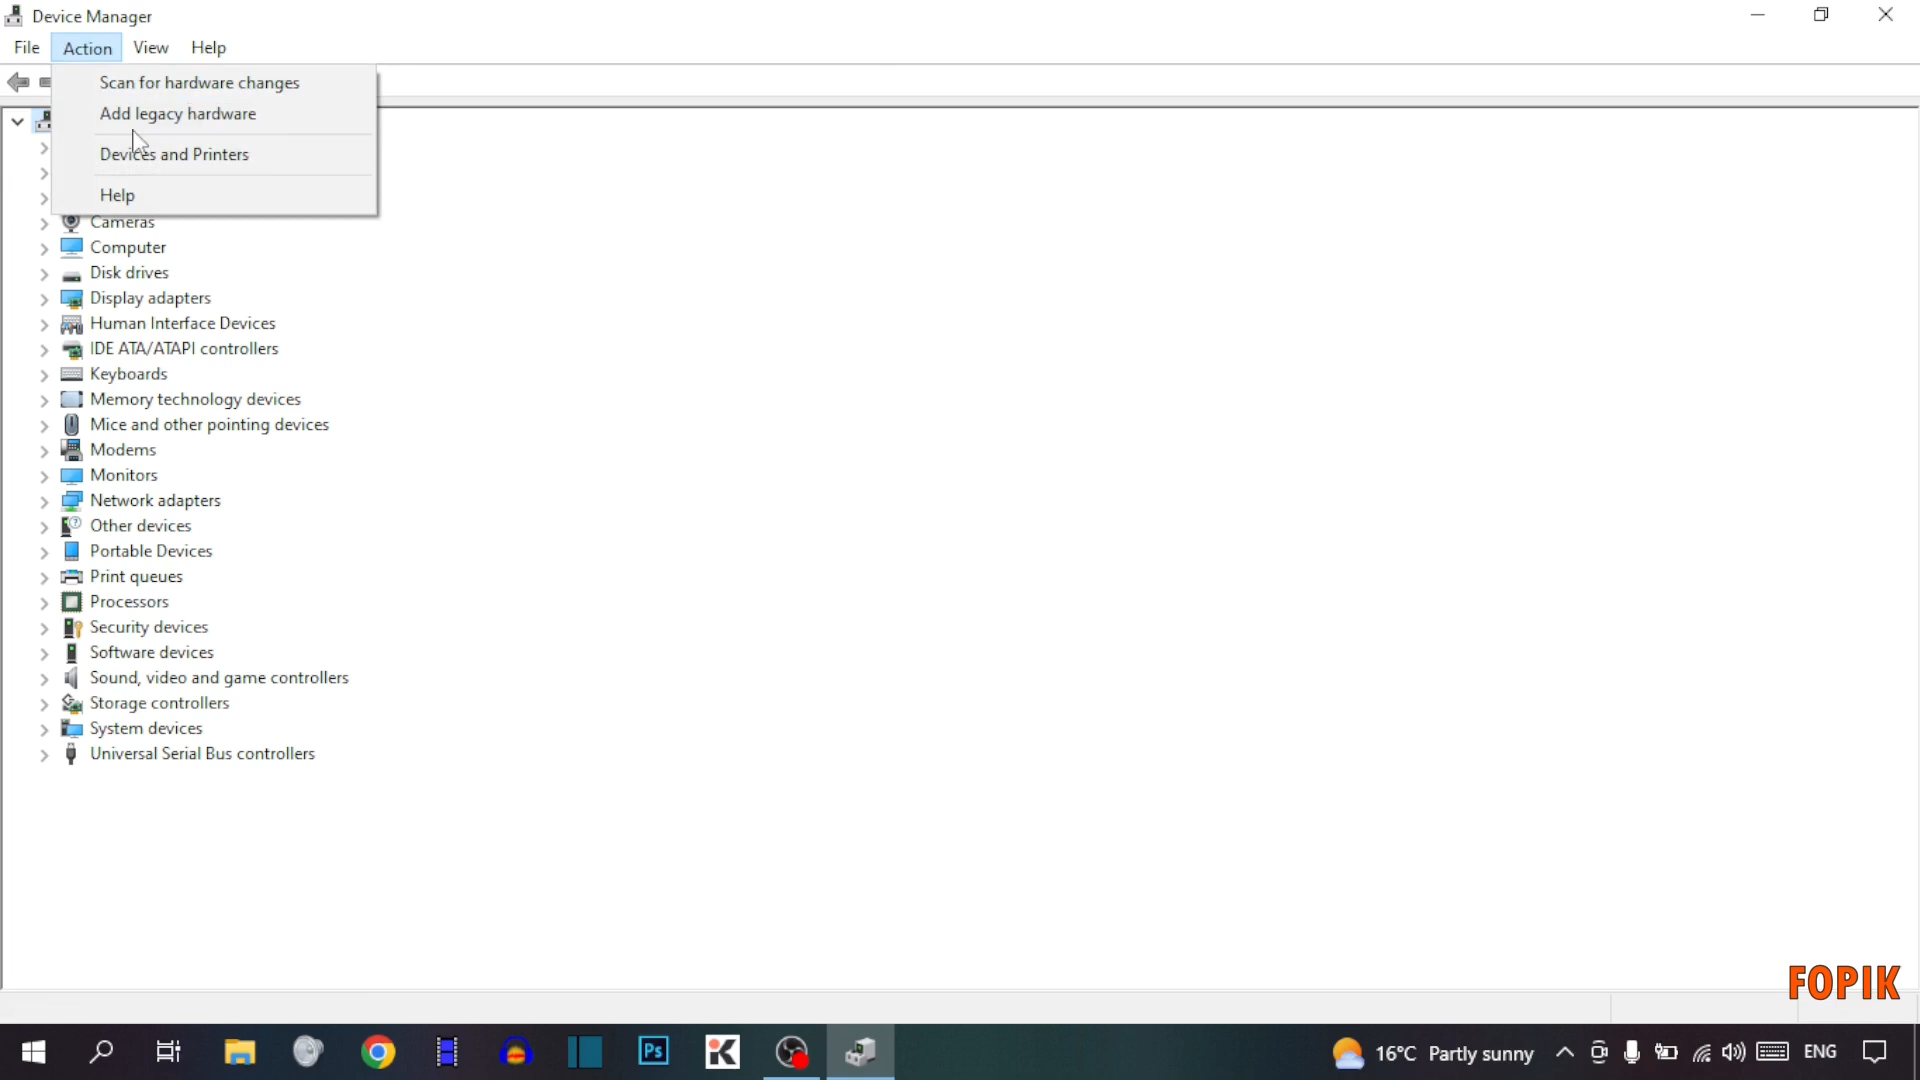 Device Manager
File Action View Help
Scan for hardware changes
Add legacy hardware
Devices and Printers
Help
Cameras
Computer
Disk drives
Display adapters
Human Interface Devices
IDE ATA/ATAPI controllers
Keyboards
Memory technology devices
Mice and other pointing devices
Modems
Monitors
Network adapters
Other devices
Portable Devices
Print queues
Processors
Security devices
Software devices
Sound, video and game controllers
Storage controllers
System devices
Universal Serial Bus controllers
FOPIK
Ps
K
16°C Partly sunny
ENG